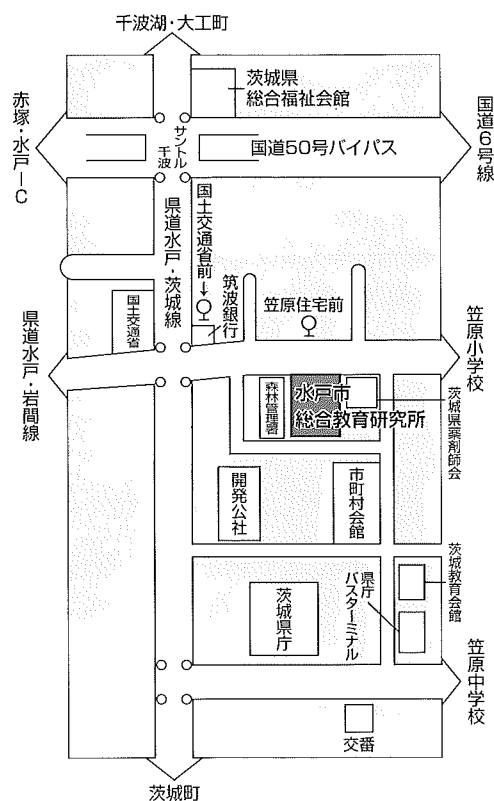 千波湖・大工町
茨城県
総合福祉会館
赤塚・水戸IC
国道6号線
サントル
千波
国道50号バイパス
県道水戸・茨城線
国土交通省前→
筑波銀行
国土交通省
笠原住宅前
県道水戸・岩間線
笠原小学校
森林管理署
水戸市
総合教育研究所
茨城県薬剤師会
開発公社
市町村会館
茨城県庁
県庁
バスターミナル
茨城教育会館
笠原中学校
交番
茨城町